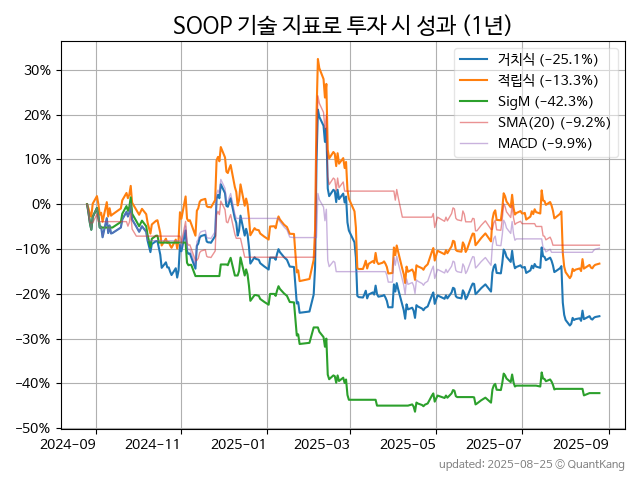 SOOP 기술 지표로 투자 시 성과 (1년)
거치식 (−25.1%)
적립식 (−13.3%)
SigM (−42.3%)
SMA(20) (−9.2%)
MACD (−9.9%)
30%
20%
10%
0%
−10%
−20%
−30%
−40%
−50%
2024-09 2024-11 2025-01 2025-03 2025-05 2025-07 2025-09
updated: 2025-08-25 © QuantKang